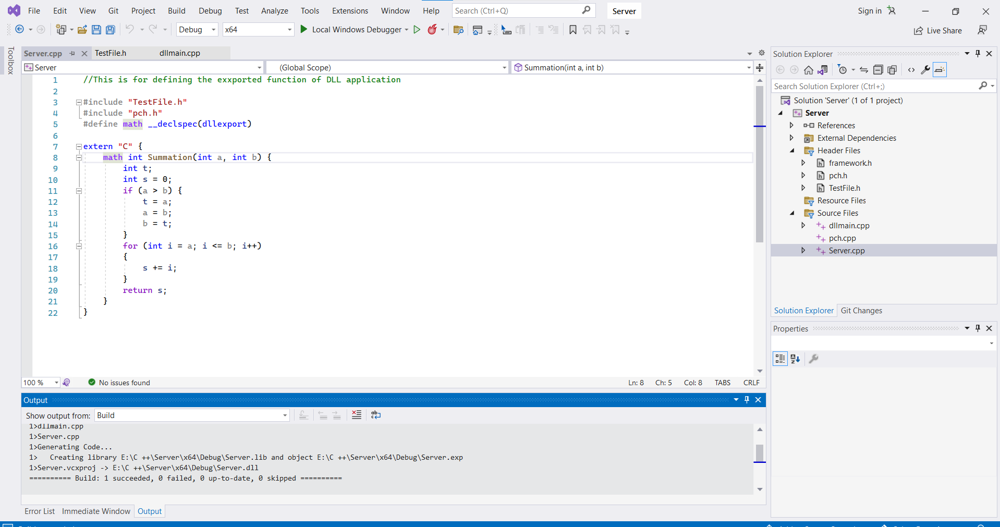 File Edit View Git Project Build Debug Test Analyze Tools Extensions Window Help Search (Ctrl+Q) Server Sign in
Debug x64 Local Windows Debugger Live Share
Toolbox
Server.cpp TestFile.h dllmain.cpp
Server (Global Scope) Summation(int a, int b)
1 //This is for defining the exxported function of DLL application
2
3 #include "TestFile.h"
4 #include "pch.h"
5 #define math __declspec(dllexport)
6
7 extern "C" {
8 math int Summation(int a, int b) {
9 int t;
10 int s = 0;
11 if (a > b) {
12 t = a;
13 a = b;
14 b = t;
15 }
16 for (int i = a; i <= b; i++)
17 {
18 s += i;
19 }
20 return s;
21 }
22 }
100 % No issues found Ln: 8 Ch: 5 Col: 8 TABS CRLF
Output
Show output from: Build
1>dllmain.cpp
1>Server.cpp
1>Generating Code...
1> Creating library E:\C ++\Server\x64\Debug\Server.lib and object E:\C ++\Server\x64\Debug\Server.exp
1>Server.vcxproj -> E:\C ++\Server\x64\Debug\Server.dll
========== Build: 1 succeeded, 0 failed, 0 up-to-date, 0 skipped ==========
Error List Immediate Window Output
Solution Explorer
Search Solution Explorer (Ctrl+;)
Solution 'Server' (1 of 1 project)
Server
References
External Dependencies
Header Files
framework.h
pch.h
TestFile.h
Resource Files
Source Files
dllmain.cpp
pch.cpp
Server.cpp
Solution Explorer Git Changes
Properties